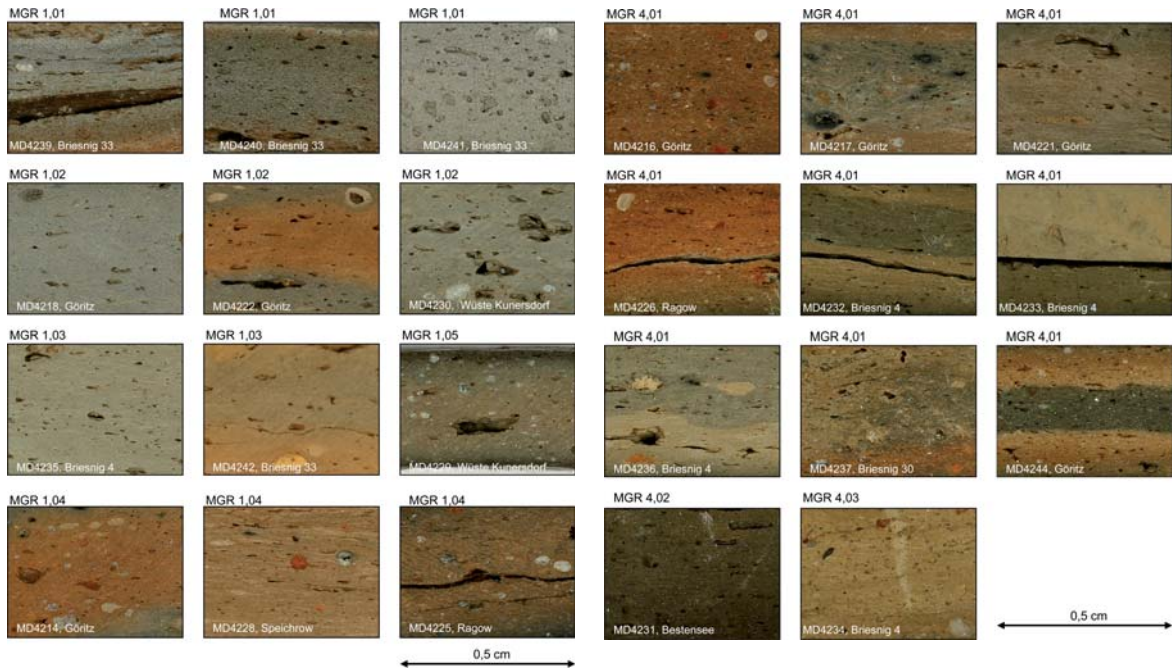 MGR 1,01 MGR 1,01 MGR 1,01 MGR 4,01 MGR 4,01 MGR 4,01
MD4239, Briesnig 33 MD4240, Briesnig 33 MD4241, Briesnig 33 MD4216, Göritz MD4217, Göritz MD4221, Göritz
MGR 1,02 MGR 1,02 MGR 1,02 MGR 4,01 MGR 4,01 MGR 4,01
MD4218, Göritz MD4222, Göritz MD4230, Wüste Kunersdorf MD4226, Ragow MD4232, Briesnig 4 MD4233, Briesnig 4
MGR 1,03 MGR 1,03 MGR 1,05 MGR 4,01 MGR 4,01 MGR 4,01
MD4235, Briesnig 4 MD4242, Briesnig 33 MD4229, Wüste Kunersdorf MD4236, Briesnig 4 MD4237, Briesnig 30 MD4244, Göritz
MGR 1,04 MGR 1,04 MGR 1,04 MGR 4,02 MGR 4,03
MD4214, Göritz MD4228, Speichrow MD4225, Ragow MD4231, Bestensee MD4234, Briesnig 4
0,5 cm 0,5 cm